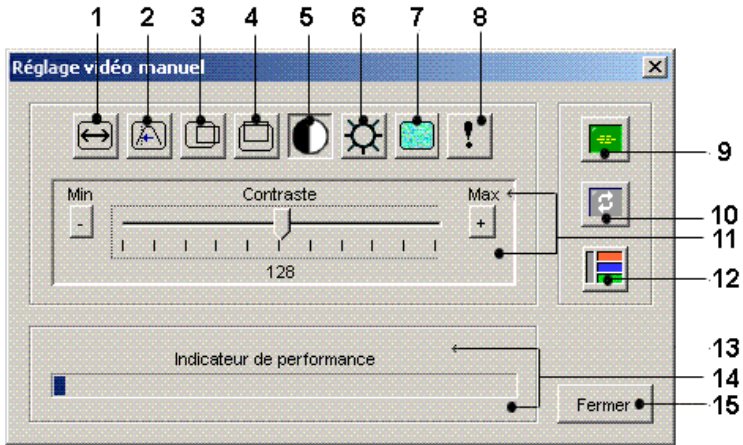 1 2 3 4 5 6 7 8
Réglage vidéo manuel
9
Min Contraste Max
- +
10
11
128
12
13
Indicateur de performance
14
Fermer
15